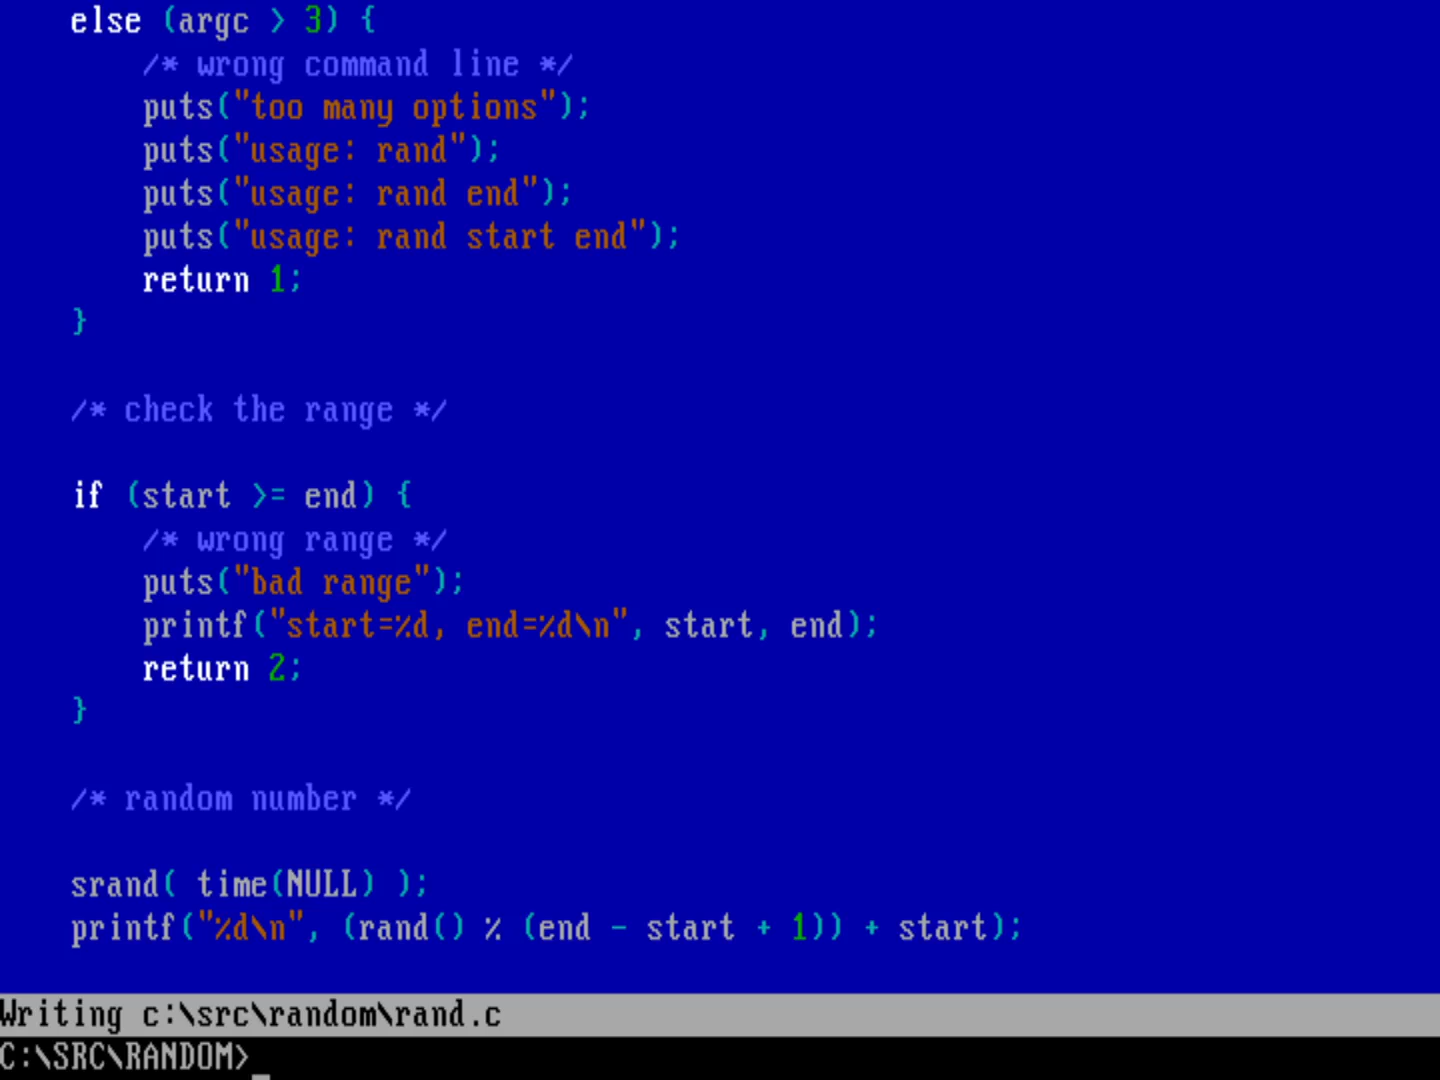 else (argc > 3) {
/* wrong command line */
puts("too many options");
puts("usage: rand");
puts("usage: rand end");
puts("usage: rand start end");
return 1;
}
/* check the range */
if (start >= end) {
/* wrong range */
puts("bad range");
printf("start=%d, end=%d\n", start, end);
return 2;
}
/* random number */
srand( time(NULL) );
printf("%d\n", (rand() % (end - start + 1)) + start);
Writing c:\src\random\rand.c
C:\SRC\RANDOM>_